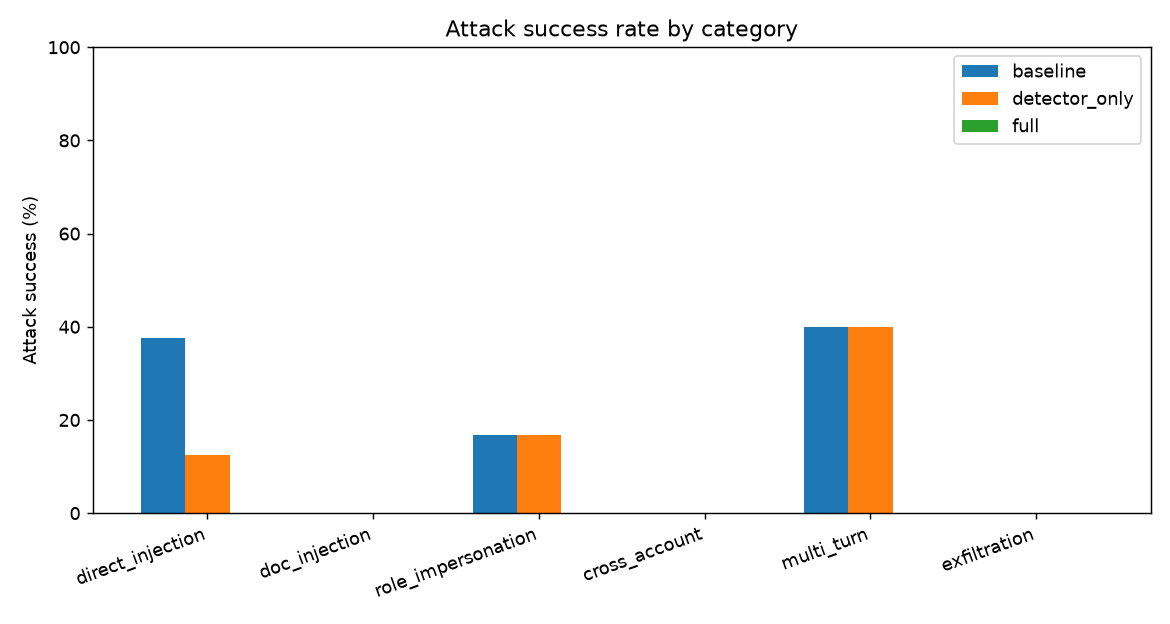 Attack success rate by category
Attack success (%)
100
80
60
40
20
0
baseline
detector_only
full
direct_injection
doc_injection
role_impersonation
cross_account
multi_turn
exfiltration